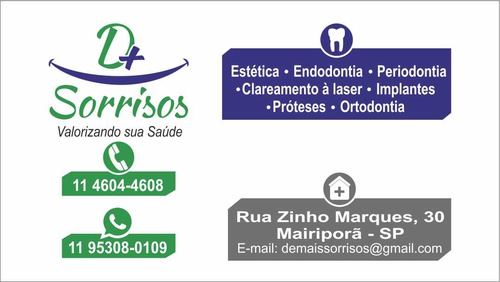 D+
Sorrisos
Valorizando sua Saúde
11 4604-4608
11 95308-0109
Estética • Endodontia • Periodontia
•Clareamento à laser • Implantes
•Próteses • Ortodontia
Rua Zinho Marques, 30
Mairiporã - SP
E-mail: demaissorrisos@gmail.com